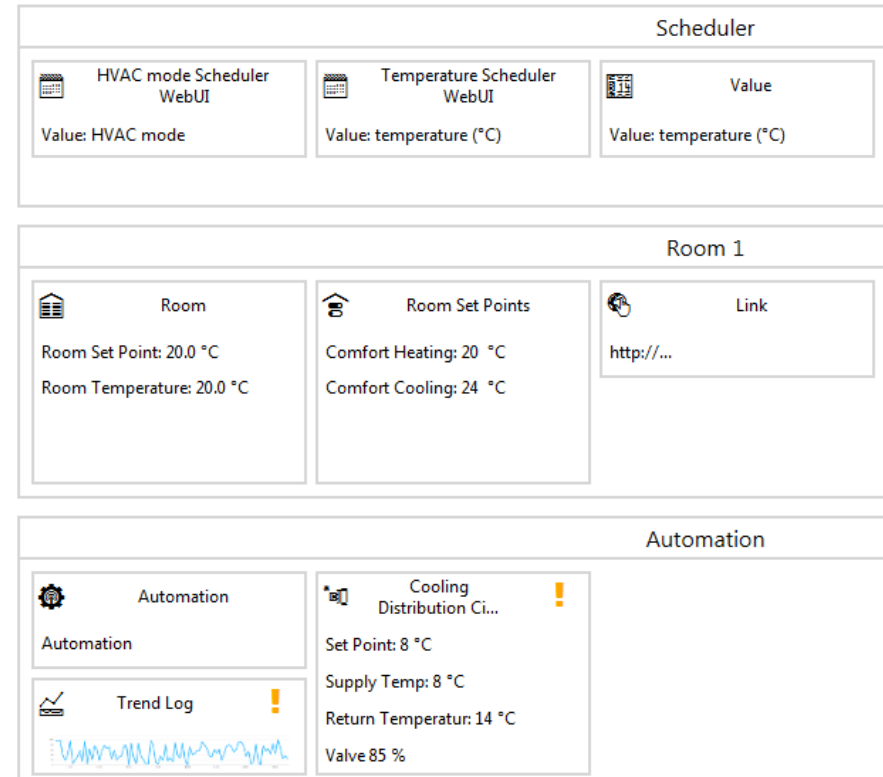 Scheduler
HVAC mode Scheduler
WebUI
Value: HVAC mode
Temperature Scheduler
WebUI
Value: temperature (°C)
Value
Value: temperature (°C)
Room 1
Room
Room Set Point: 20.0 °C
Room Temperature: 20.0 °C
Room Set Points
Comfort Heating: 20 °C
Comfort Cooling: 24 °C
Link
http://...
Automation
Automation
Automation
Trend Log
!
Cooling
Distribution Ci...
!
Set Point: 8 °C
Supply Temp: 8 °C
Return Temperatur: 14 °C
Valve 85 %